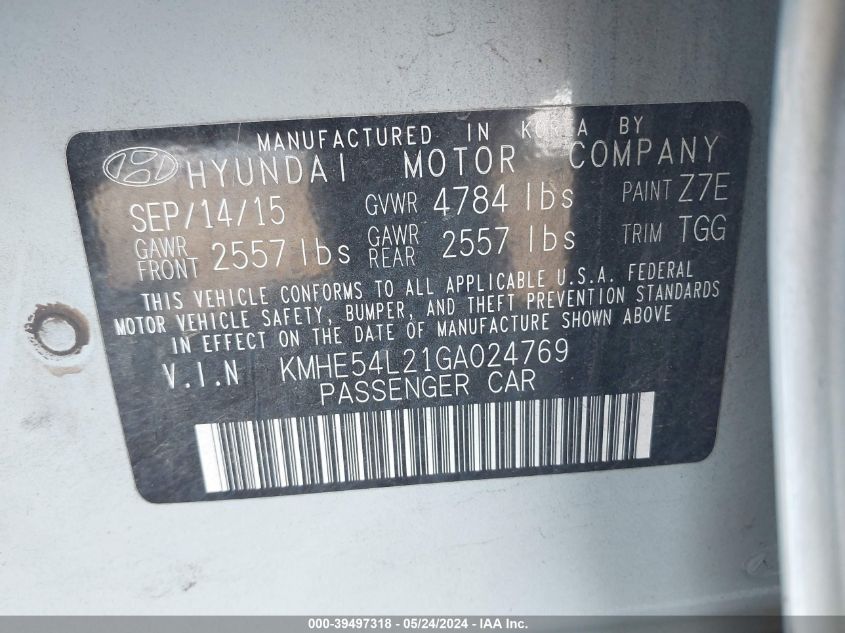 MANUFACTURED IN KOREA BY
HYUNDAI MOTOR COMPANY
SEP/14/15 GVWR 4784 lbs PAINT Z7E
GAWR FRONT 2557 lbs GAWR REAR 2557 lbs TRIM TGG
THIS VEHICLE CONFORMS TO ALL APPLICABLE U.S.A. FEDERAL
MOTOR VEHICLE SAFETY, BUMPER, AND THEFT PREVENTION STANDARDS
IN EFFECT ON THE DATE OF MANUFACTURE SHOWN ABOVE
V.I.N KMHE54L21GA024769
PASSENGER CAR
000-39497318 - 05/24/2024 - IAA Inc.